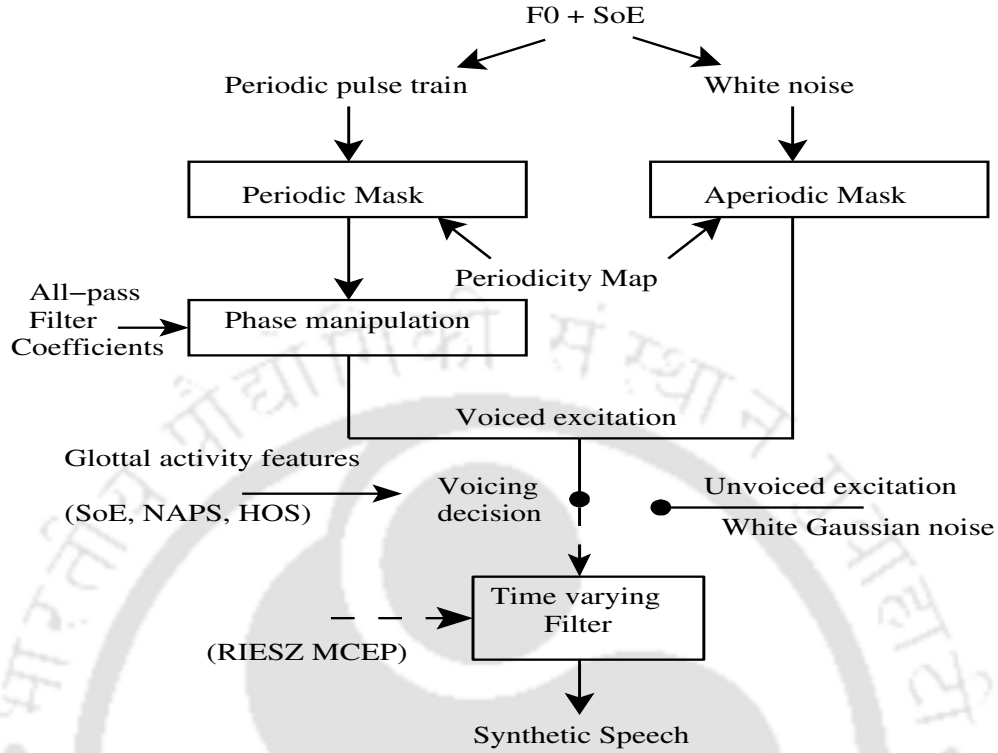 F0 + SoE
Periodic pulse train
White noise
Periodic Mask
Aperiodic Mask
Periodicity Map
All−pass
Filter
Coefficients
Phase manipulation
Voiced excitation
Glottal activity features
(SoE, NAPS, HOS)
Voicing
decision
Unvoiced excitation
White Gaussian noise
Time varying
Filter
(RIESZ MCEP)
Synthetic Speech